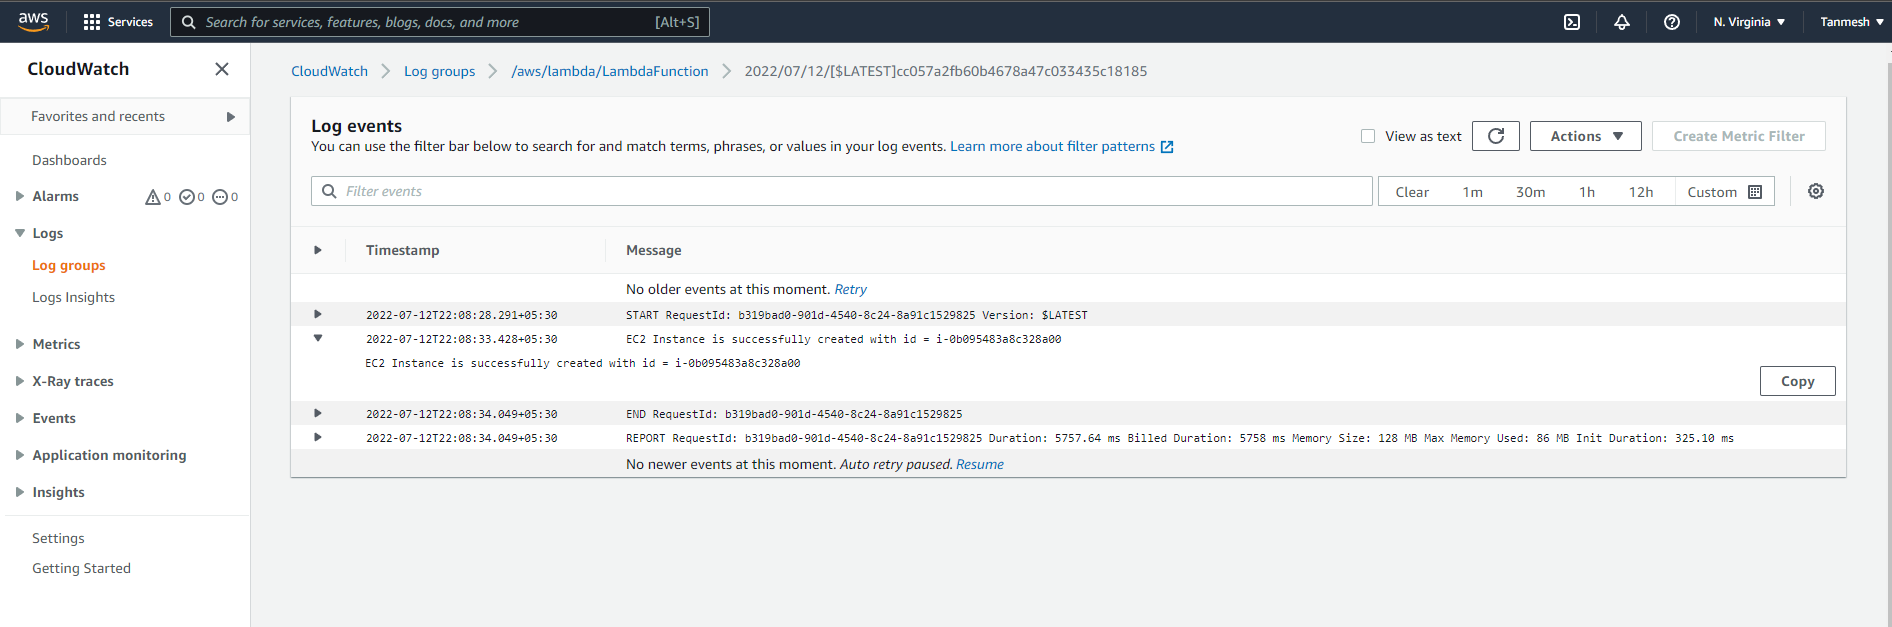 aws Services Search for services, features, blogs, docs, and more [Alt+S] N. Virginia Tanmesh
CloudWatch
Favorites and recents
Dashboards
Alarms 0 0 0
Logs
Log groups
Logs Insights
Metrics
X-Ray traces
Events
Application monitoring
Insights
Settings
Getting Started
CloudWatch Log groups /aws/lambda/LambdaFunction 2022/07/12/[$LATEST]cc057a2fb60b4678a47c033435c18185
Log events
You can use the filter bar below to search for and match terms, phrases, or values in your log events. Learn more about filter patterns
View as text Actions Create Metric Filter
Filter events Clear 1m 30m 1h 12h Custom
Timestamp Message
No older events at this moment. Retry
2022-07-12T22:08:28.291+05:30 START RequestId: b319bad0-901d-4540-8c24-8a91c1529825 Version: $LATEST
2022-07-12T22:08:33.428+05:30 EC2 Instance is successfully created with id = i-0b095483a8c328a00
EC2 Instance is successfully created with id = i-0b095483a8c328a00
Copy
2022-07-12T22:08:34.049+05:30 END RequestId: b319bad0-901d-4540-8c24-8a91c1529825
2022-07-12T22:08:34.049+05:30 REPORT RequestId: b319bad0-901d-4540-8c24-8a91c1529825 Duration: 5757.64 ms Billed Duration: 5758 ms Memory Size: 128 MB Max Memory Used: 86 MB Init Duration: 325.10 ms
No newer events at this moment. Auto retry paused. Resume